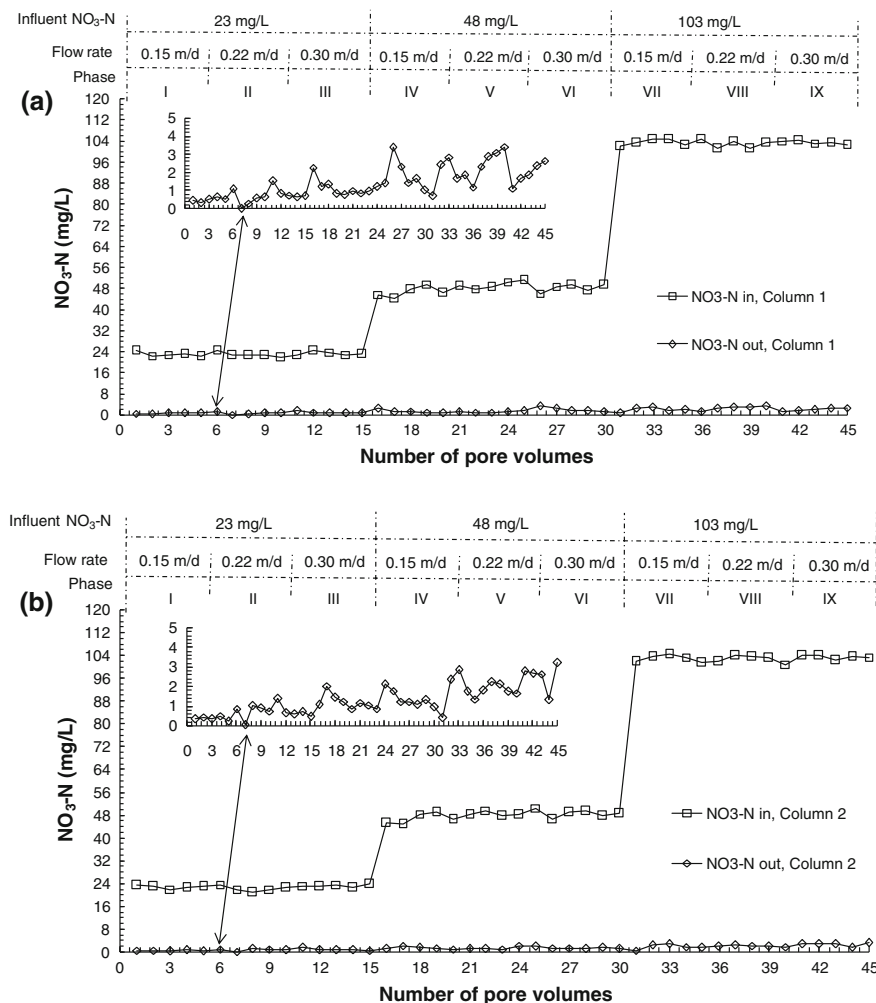 Influent NO₃-N 23 mg/L 48 mg/L 103 mg/L
Flow rate 0.15 m/d 0.22 m/d 0.30 m/d 0.15 m/d 0.22 m/d 0.30 m/d 0.15 m/d 0.22 m/d 0.30 m/d
Phase I II III IV V VI VII VIII IX
(a)
NO₃-N (mg/L)
120
112
104
96
88
80
72
64
56
48
40
32
24
16
8
0
5
4
3
2
1
0
0 3 6 9 12 15 18 21 24 27 30 33 36 39 42 45
NO3-N in, Column 1
NO3-N out, Column 1
0 3 6 9 12 15 18 21 24 27 30 33 36 39 42 45
Number of pore volumes
Influent NO₃-N 23 mg/L 48 mg/L 103 mg/L
Flow rate 0.15 m/d 0.22 m/d 0.30 m/d 0.15 m/d 0.22 m/d 0.30 m/d 0.15 m/d 0.22 m/d 0.30 m/d
Phase I II III IV V VI VII VIII IX
(b)
NO₃-N (mg/L)
120
112
104
96
88
80
72
64
56
48
40
32
24
16
8
0
5
4
3
2
1
0
0 3 6 9 12 15 18 21 24 27 30 33 36 39 42 45
NO3-N in, Column 2
NO3-N out, Column 2
0 3 6 9 12 15 18 21 24 27 30 33 36 39 42 45
Number of pore volumes